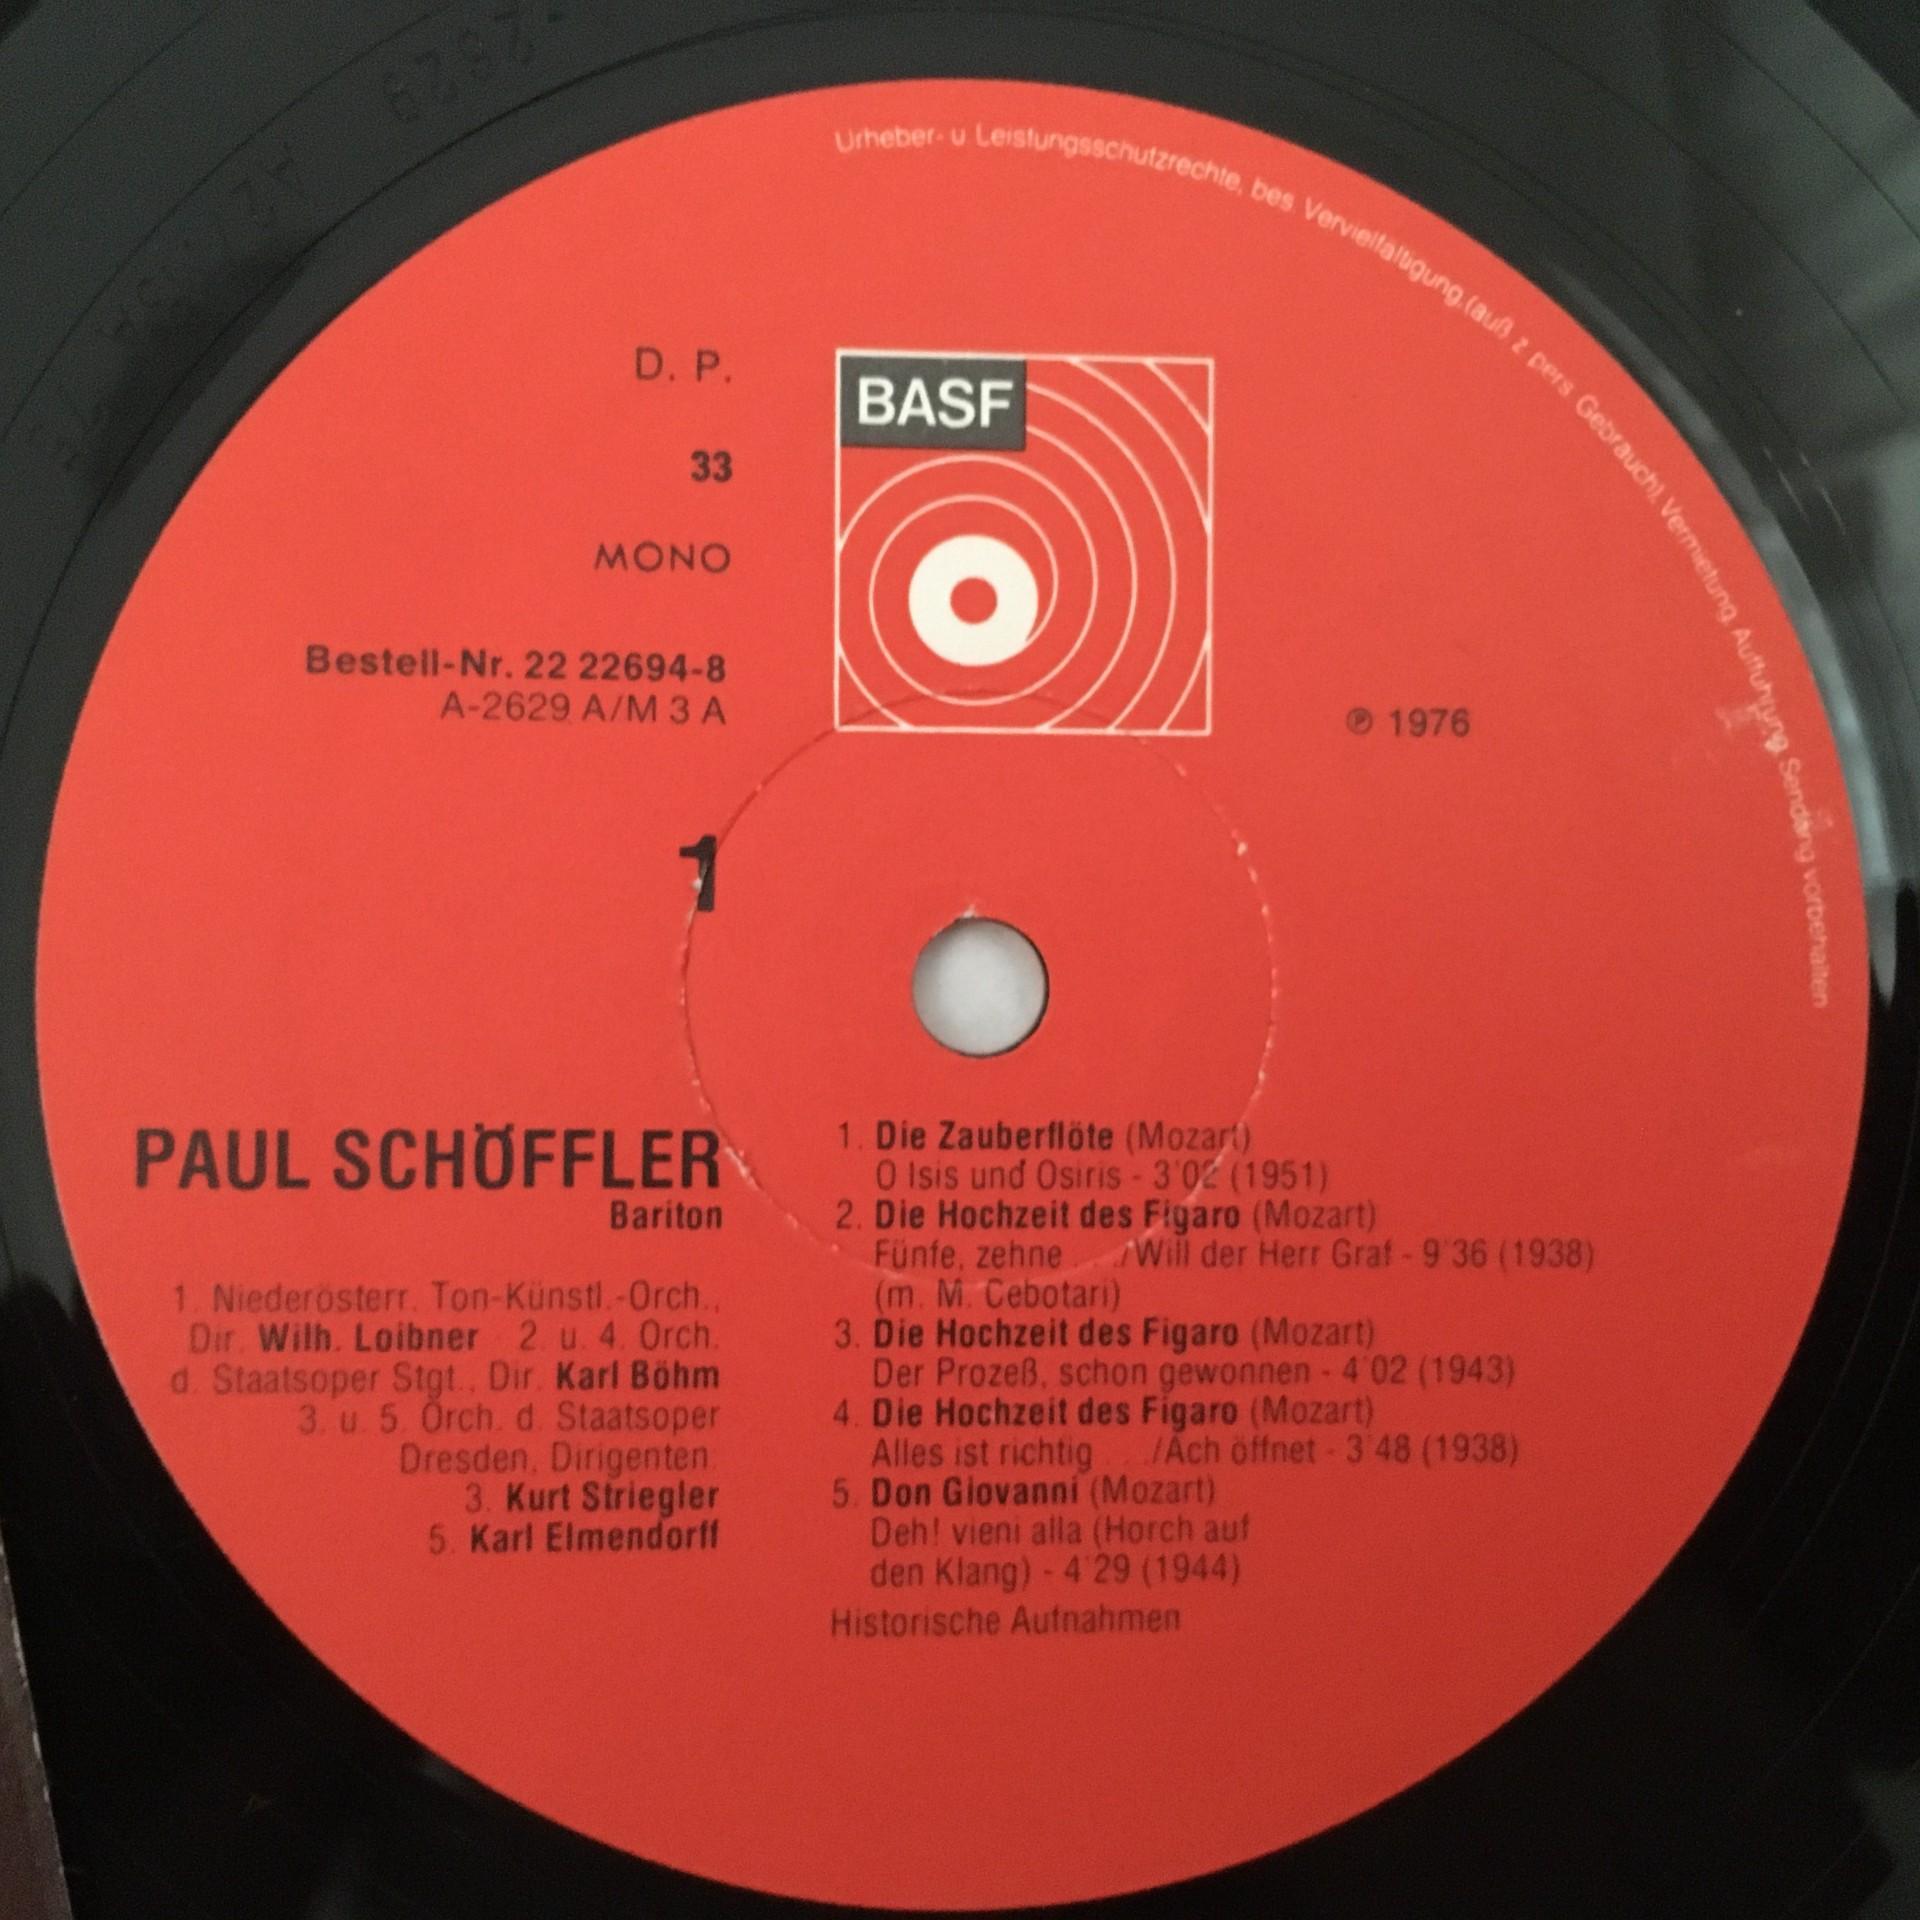 Urheber- u Leistungsschutzrechte, bes Vervielfältigung (auß z pers Gebrauch), Vermietung, Aufführung, Sendung vorbehalten
D. P.
33
MONO
Bestell-Nr. 22 22694-8
A-2629 A/M 3 A
BASF
℗ 1976
1
PAUL SCHÖFFLER
Bariton
1. Niederösterr. Ton-Künstl.-Orch.,
Dir. Wilh. Loibner 2. u. 4. Orch.
d. Staatsoper Stgt., Dir. Karl Böhm
3. u. 5. Orch. d. Staatsoper
Dresden, Dirigenten:
3. Kurt Striegler
5. Karl Elmendorff
1. Die Zauberflöte (Mozart)
O Isis und Osiris - 3'02 (1951)
2. Die Hochzeit des Figaro (Mozart)
Fünfe, zehne . . . /Will der Herr Graf - 9'36 (1938)
(m. M. Cebotari)
3. Die Hochzeit des Figaro (Mozart)
Der Prozeß, schon gewonnen - 4'02 (1943)
4. Die Hochzeit des Figaro (Mozart)
Alles ist richtig . . . /Ach öffnet - 3'48 (1938)
5. Don Giovanni (Mozart)
Deh! vieni alla (Horch auf
den Klang) - 4'29 (1944)
Historische Aufnahmen